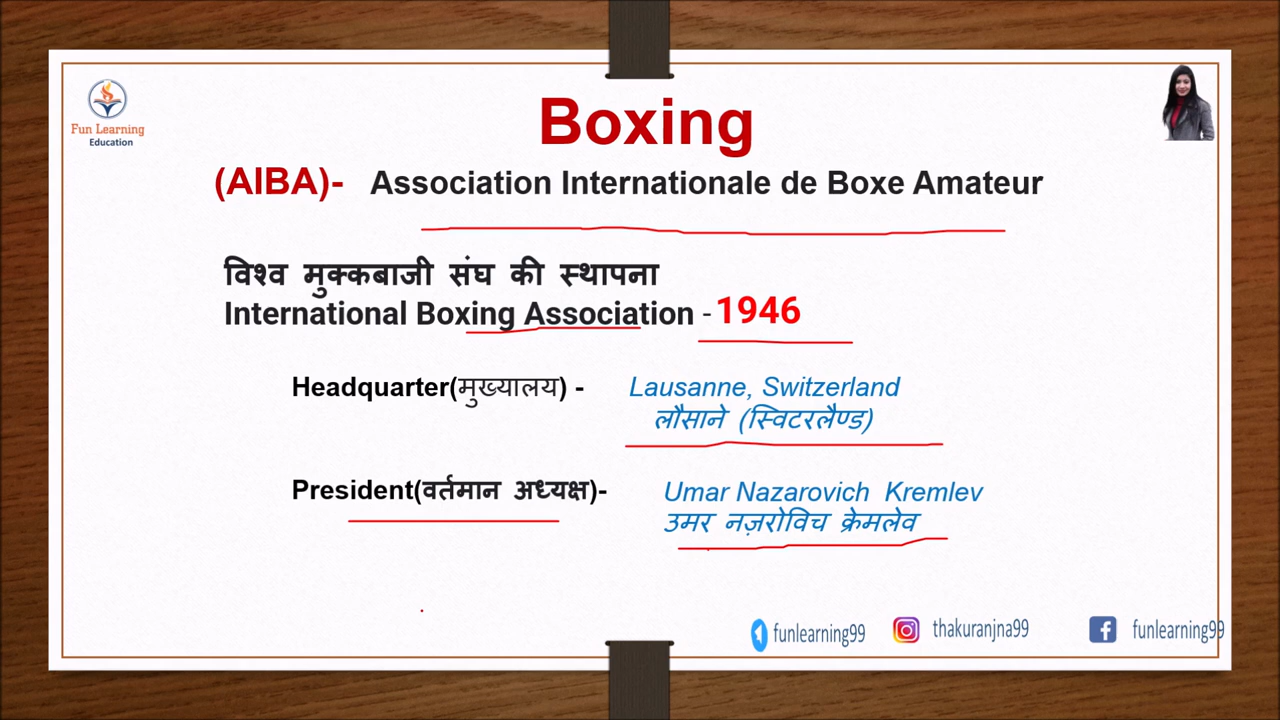 Fun Learning
Education
Boxing
(AIBA)- Association Internationale de Boxe Amateur
विश्व मुक्कबाजी संघ की स्थापना
International Boxing Association - 1946
Headquarter(मुख्यालय) - Lausanne, Switzerland
लौसाने (स्विटरलैण्ड)
President(वर्तमान अध्यक्ष)- Umar Nazarovich Kremlev
उमर नज़रोविच क्रेमलेव
funlearning99 thakuranjna99 funlearning99